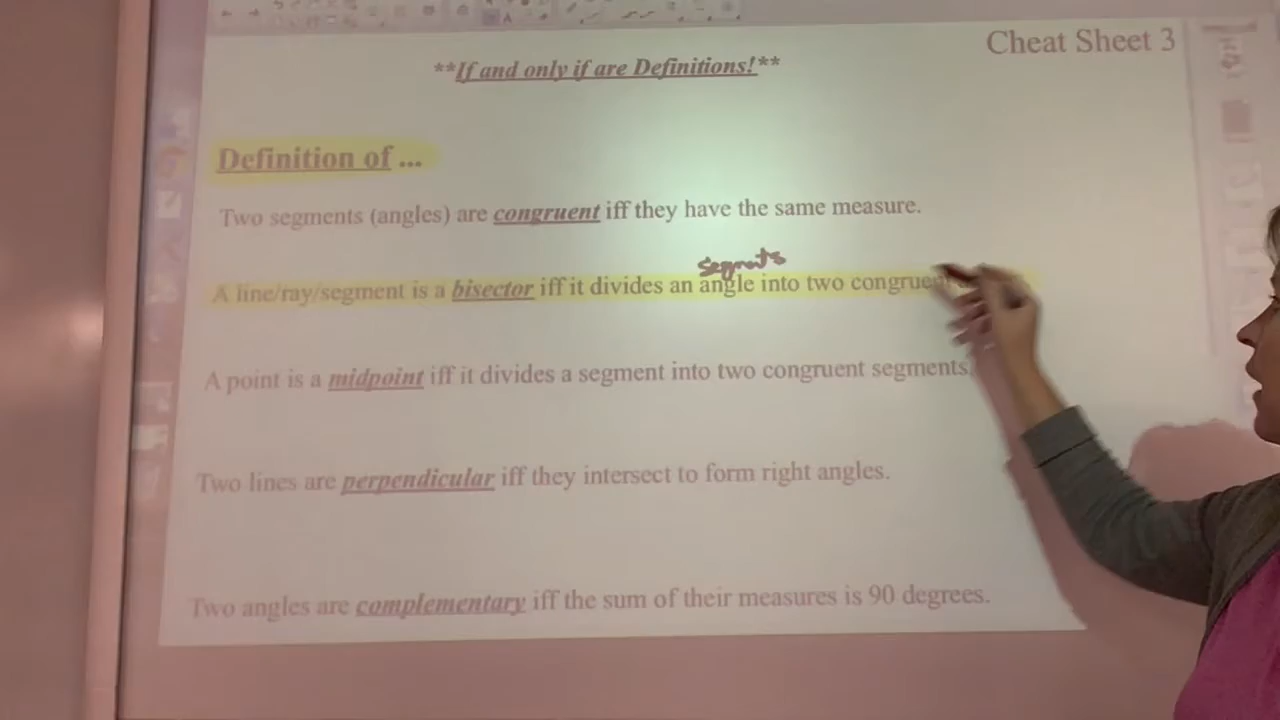 Cheat Sheet 3
**If and only if are Definitions!**
Definition of ...
Two segments (angles) are congruent iff they have the same measure.
segments
A line/ray/segment is a bisector iff it divides an angle into two congruent
A point is a midpoint iff it divides a segment into two congruent segments.
Two lines are perpendicular iff they intersect to form right angles.
Two angles are complementary iff the sum of their measures is 90 degrees.